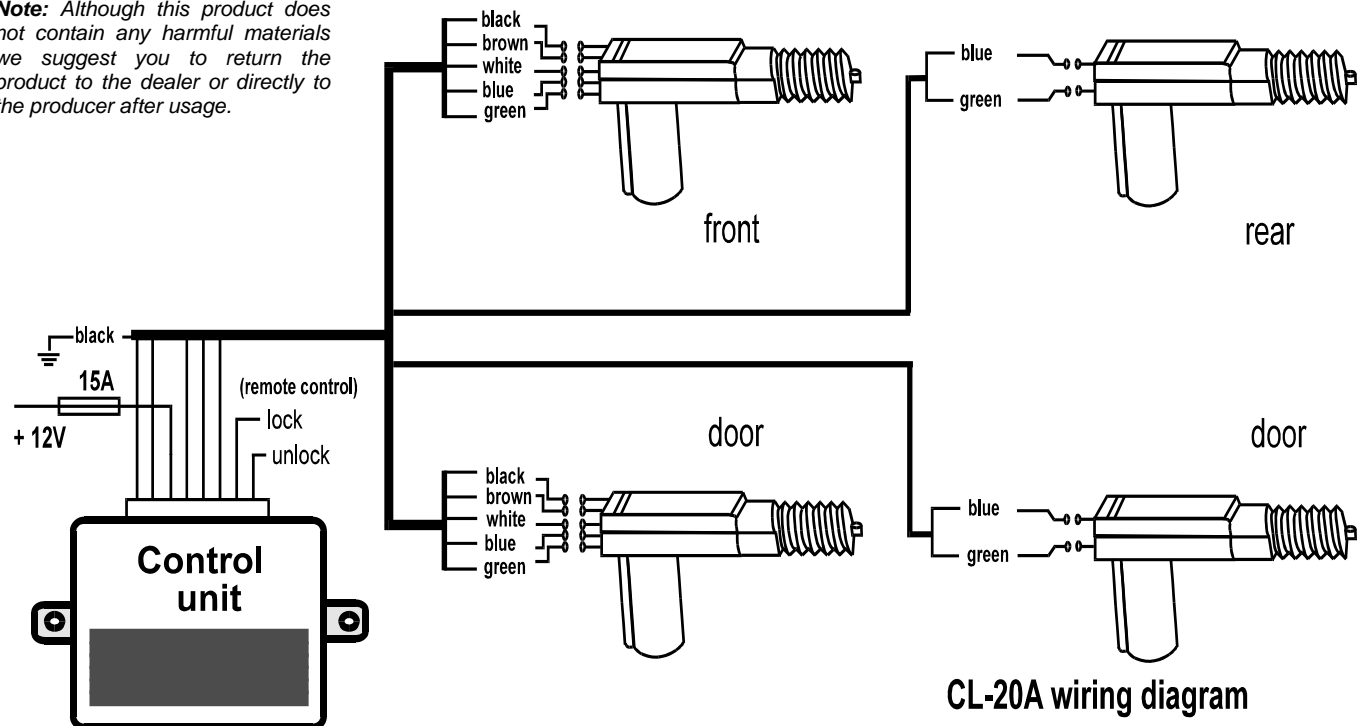 Note: Although this product does
not contain any harmful materials
we suggest you to return the
product to the dealer or directly to
the producer after usage.
black
brown
white
blue
green
front
blue
green
rear
black
15A
+ 12V
(remote control)
lock
unlock
door
black
brown
white
blue
green
door
blue
green
Control
unit
CL-20A wiring diagram